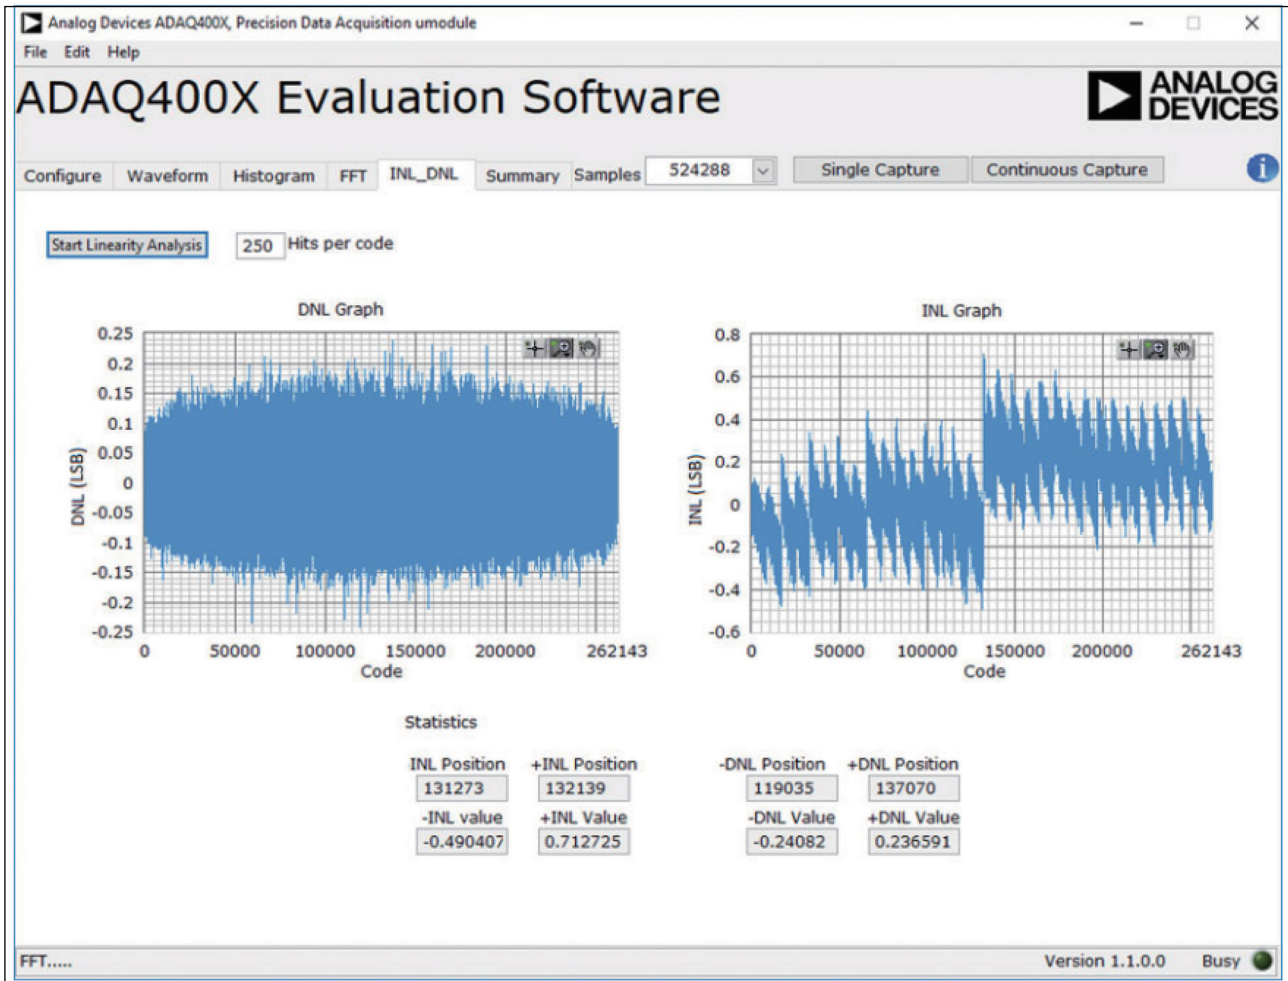 Analog Devices ADAQ400X, Precision Data Acquisition umodule
File Edit Help
ADAQ400X Evaluation Software
ANALOG
DEVICES
Configure Waveform Histogram FFT INL_DNL Summary Samples 524288 Single Capture Continuous Capture i
Start Linearity Analysis 250 Hits per code
DNL Graph
0.25
0.2
0.15
0.1
0.05
0
-0.05
-0.1
-0.15
-0.2
-0.25
DNL (LSB)
0 50000 100000 150000 200000 262143
Code
INL Graph
0.8
0.6
0.4
0.2
0
-0.2
-0.4
-0.6
INL (LSB)
0 50000 100000 150000 200000 262143
Code
Statistics
INL Position +INL Position -DNL Position +DNL Position
131273 132139 119035 137070
-INL value +INL Value -DNL Value +DNL Value
-0.490407 0.712725 -0.24082 0.236591
FFT..... Version 1.1.0.0 Busy